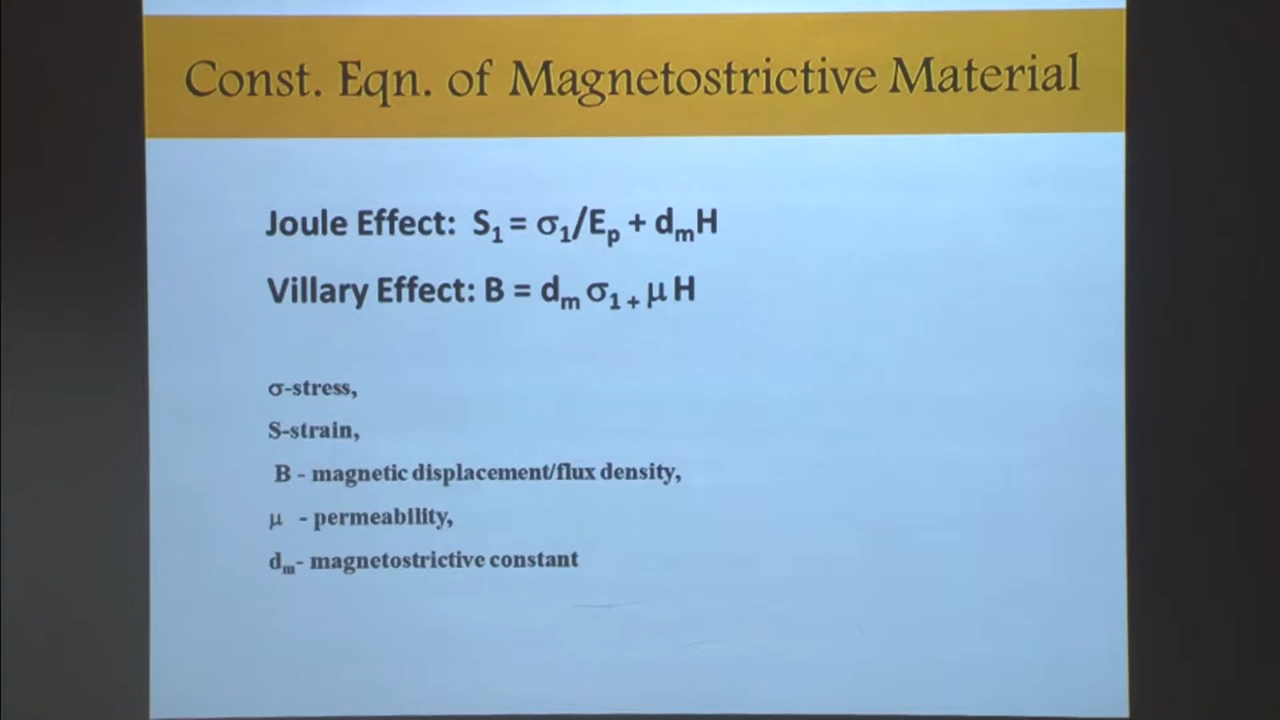 Const. Eqn. of Magnetostrictive Material
Joule Effect: S₁ = σ₁/Eₚ + dₘH
Villary Effect: B = dₘ σ₁ ₊ μ H
σ-stress,
S-strain,
B - magnetic displacement/flux density,
μ - permeability,
dₘ- magnetostrictive constant